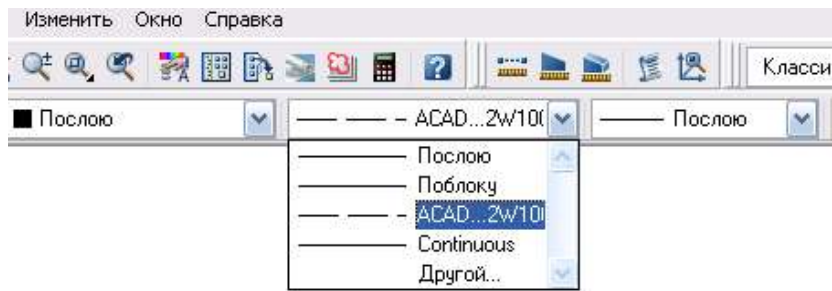 Изменить Окно Справка
Класси
Послою ACAD...2W10( Послою
Послою
Поблоку
ACAD...2W10
Continuous
Другой...